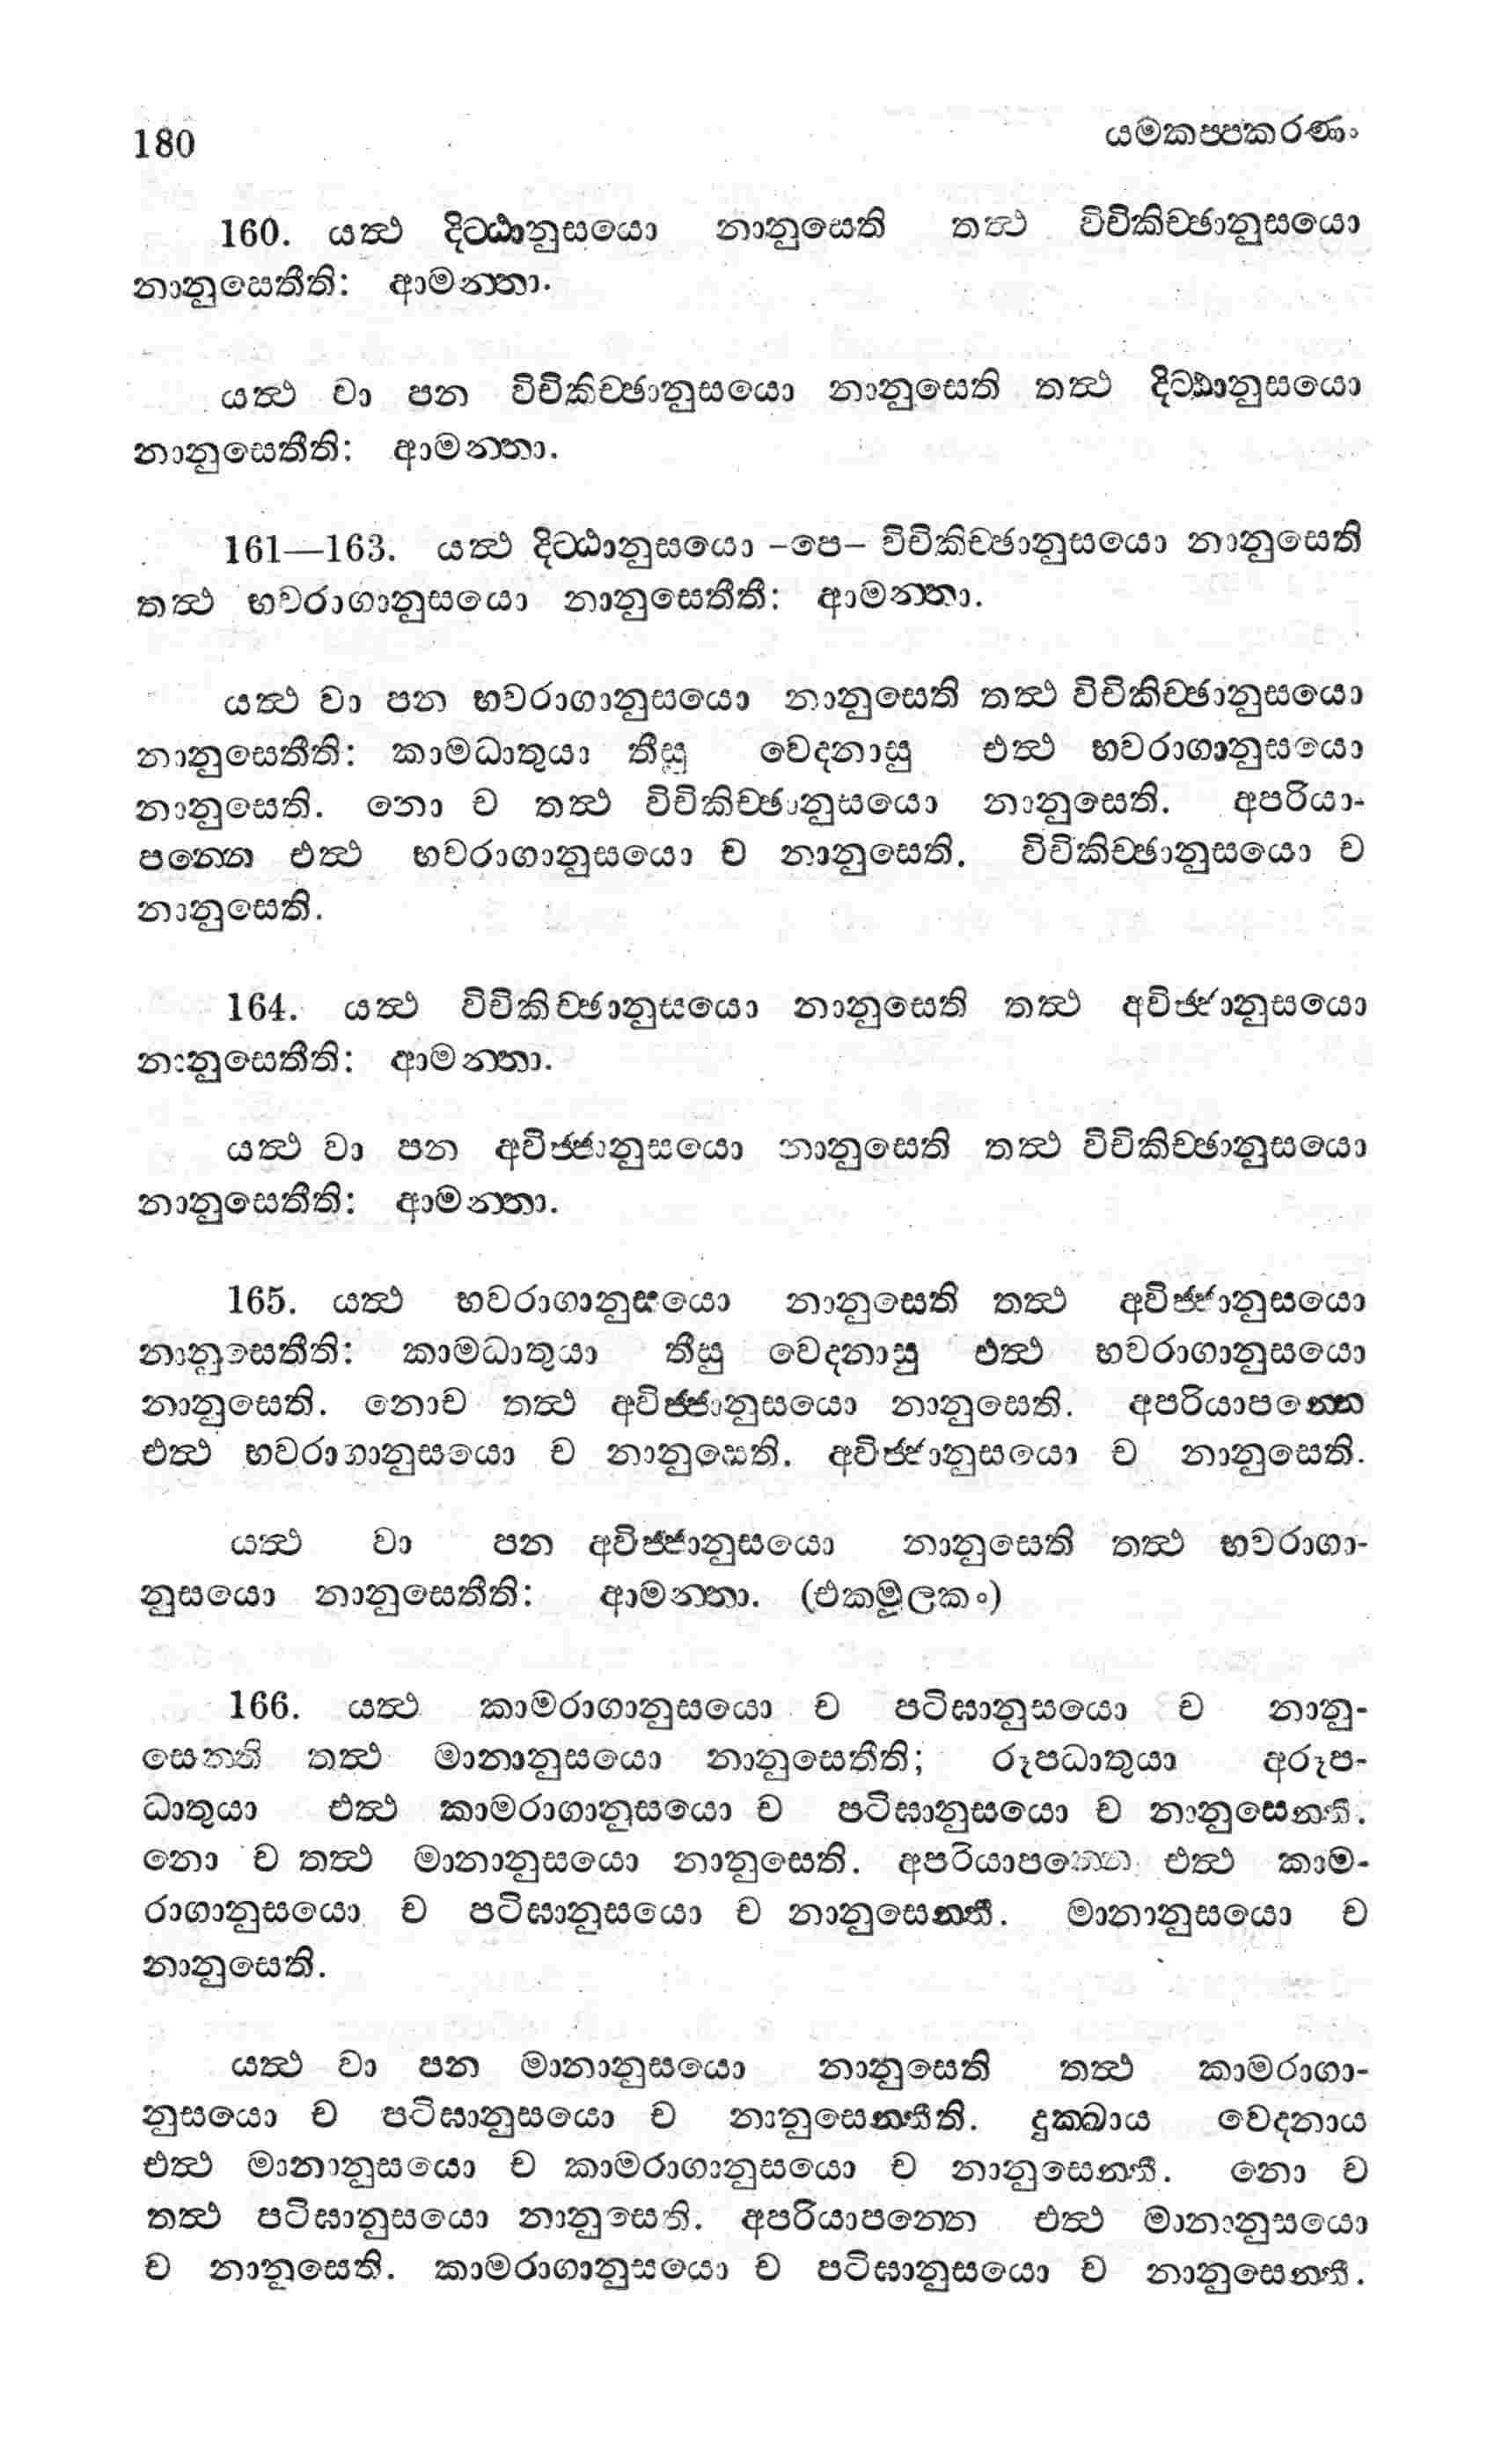 180
යමකප්පකරණං
160. යත්ථ දිට්ඨානුසයො නානුසෙති තත්ථ විචිකිච්ඡානුසයො
නානුසෙතීති: ආමන්තා.
යත්ථ වා පන විචිකිච්ඡානුසයො නානුසෙති තත්ථ දිට්ඨානුසයො
නානුසෙතීති: ආමන්තා.
161—163. යත්ථ දිට්ඨානුසයො -පෙ- විචිකිච්ඡානුසයො නානුසෙති
තත්ථ භවරාගානුසයො නානුසෙතීතී: ආමන්තා.
යත්ථ වා පන භවරාගානුසයො නානුසෙති තත්ථ විචිකිච්ඡානුසයො
නානුසෙතීති: කාමධාතුයා තීසු වෙදනාසු එත්ථ භවරාගානුසයො
නානුසෙති. නො ච තත්ථ විචිකිච්ඡානුසයො නානුසෙති. අපරියා-
පන්නෙ එත්ථ භවරාගානුසයො ච නානුසෙති. විචිකිච්ඡානුසයො ච
නානුසෙති.
164. යත්ථ විචිකිච්ඡානුසයො නානුසෙති තත්ථ අවිජ්ජානුසයො
නානුසෙතීති: ආමන්තා.
යත්ථ වා පන අවිජ්ජානුසයො නානුසෙති තත්ථ විචිකිච්ඡානුසයො
නානුසෙතීති: ආමන්තා.
165. යත්ථ භවරාගානුසයො නානුසෙති තත්ථ අවිජ්ජානුසයො
නානුසෙතීති: කාමධාතුයා තීසු වෙදනාසු එත්ථ භවරාගානුසයො
නානුසෙති. නොච තත්ථ අවිජ්ජානුසයො නානුසෙති. අපරියාපන්නෙ
එත්ථ භවරාගානුසයො ච නානුසෙති. අවිජ්ජානුසයො ච නානුසෙති.
යත්ථ වා පන අවිජ්ජානුසයො නානුසෙති තත්ථ භවරාගා-
නුසයො නානුසෙතීති: ආමන්තා. (එකමූලකං)
166. යත්ථ කාමරාගානුසයො ච පටිඝානුසයො ච නානු-
සෙන්ති තත්ථ මානානුසයො නානුසෙතීති; රූපධාතුයා අරූප-
ධාතුයා එත්ථ කාමරාගානුසයො ච පටිඝානුසයො ච නානුසෙන්තී.
නො ච තත්ථ මානානුසයො නානුසෙති. අපරියාපන්නෙ එත්ථ කාම-
රාගානුසයො ච පටිඝානුසයො ච නානුසෙන්තී. මානානුසයො ච
නානුසෙති.
යත්ථ වා පන මානානුසයො නානුසෙති තත්ථ කාමරාගා-
නුසයො ච පටිඝානුසයො ච නානුසෙන්තීති. දුක්ඛාය වෙදනාය
එත්ථ මානානුසයො ච කාමරාගානුසයො ච නානුසෙන්තී. නො ච
තත්ථ පටිඝානුසයො නානුසෙති. අපරියාපන්නෙ එත්ථ මානානුසයො
ච නානුසෙති. කාමරාගානුසයො ච පටිඝානුසයො ච නානුසෙන්තී.